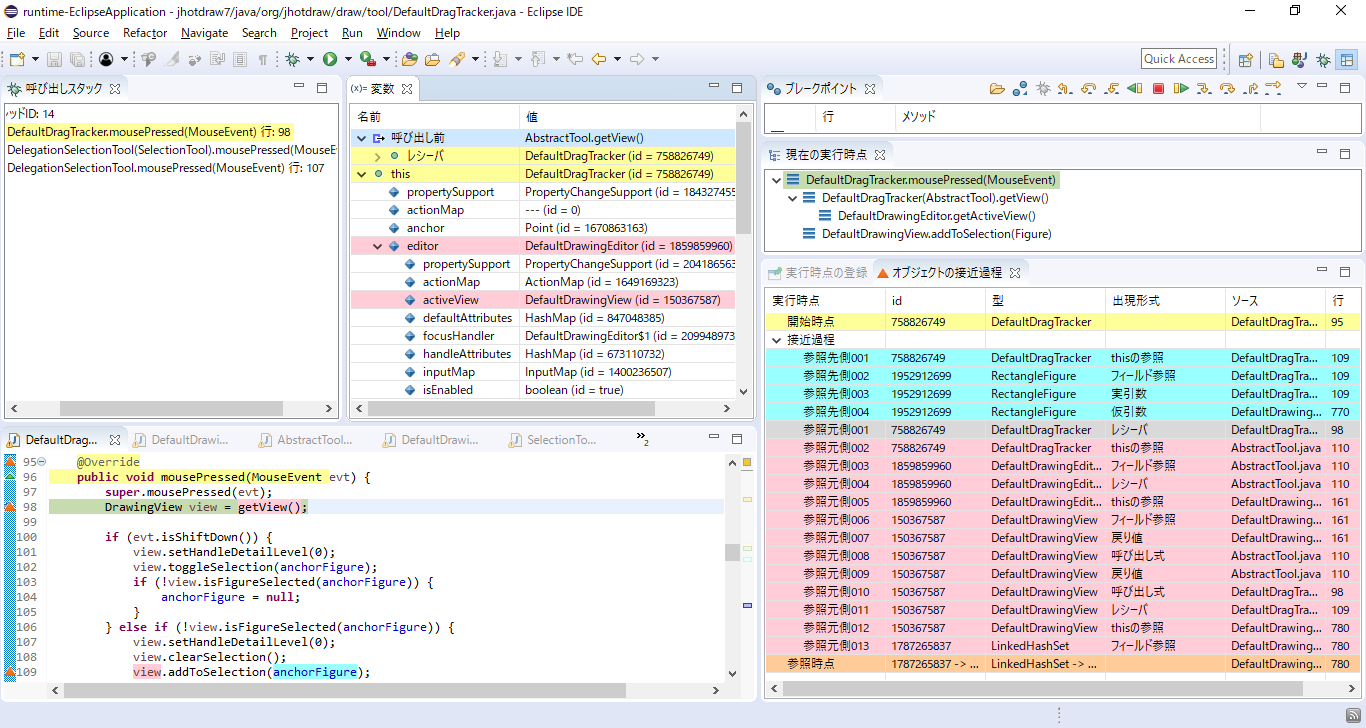 runtime-EclipseApplication - jhotdraw7/java/org/jhotdraw/draw/tool/DefaultDragTracker.java - Eclipse IDE
File Edit Source Refactor Navigate Search Project Run Window Help
Quick Access
呼び出しスタック
ハッドID: 14
DefaultDragTracker.mousePressed(MouseEvent) 行: 98
DelegationSelectionTool(SelectionTool).mousePressed(MouseE
DelegationSelectionTool.mousePressed(MouseEvent) 行: 107
(x)= 変数
名前 値
呼び出し前 AbstractTool.getView()
レシーバ DefaultDragTracker (id = 758826749)
this DefaultDragTracker (id = 758826749)
propertySupport PropertyChangeSupport (id = 184327455
actionMap --- (id = 0)
anchor Point (id = 1670863163)
editor DefaultDrawingEditor (id = 1859859960)
propertySupport PropertyChangeSupport (id = 204186563
actionMap ActionMap (id = 1649169323)
activeView DefaultDrawingView (id = 150367587)
defaultAttributes HashMap (id = 847048385)
focusHandler DefaultDrawingEditor$1 (id = 209948973
handleAttributes HashMap (id = 673110732)
inputMap InputMap (id = 1400236507)
isEnabled boolean (id = true)
ブレークポイント
行 メソッド
現在の実行時点
DefaultDragTracker.mousePressed(MouseEvent)
DefaultDragTracker(AbstractTool).getView()
DefaultDrawingEditor.getActiveView()
DefaultDrawingView.addToSelection(Figure)
実行時点の登録 オブジェクトの接近過程
実行時点 id 型 出現形式 ソース 行
開始時点 758826749 DefaultDragTracker DefaultDragTra... 95
接近過程
参照先側001 758826749 DefaultDragTracker thisの参照 DefaultDragTra... 109
参照先側002 1952912699 RectangleFigure フィールド参照 DefaultDragTra... 109
参照先側003 1952912699 RectangleFigure 実引数 DefaultDragTra... 109
参照先側004 1952912699 RectangleFigure 仮引数 DefaultDrawing... 770
参照元側001 758826749 DefaultDragTracker レシーバ DefaultDragTra... 98
参照元側002 758826749 DefaultDragTracker thisの参照 AbstractTool.java 110
参照元側003 1859859960 DefaultDrawingEdit... フィールド参照 AbstractTool.java 110
参照元側004 1859859960 DefaultDrawingEdit... レシーバ AbstractTool.java 110
参照元側005 1859859960 DefaultDrawingEdit... thisの参照 DefaultDrawing... 161
参照元側006 150367587 DefaultDrawingView フィールド参照 DefaultDrawing... 161
参照元側007 150367587 DefaultDrawingView 戻り値 DefaultDrawing... 161
参照元側008 150367587 DefaultDrawingView 呼び出し式 AbstractTool.java 110
参照元側009 150367587 DefaultDrawingView 戻り値 AbstractTool.java 110
参照元側010 150367587 DefaultDrawingView 呼び出し式 DefaultDragTra... 98
参照元側011 150367587 DefaultDrawingView レシーバ DefaultDragTra... 109
参照元側012 150367587 DefaultDrawingView thisの参照 DefaultDrawing... 780
参照元側013 1787265837 LinkedHashSet フィールド参照 DefaultDrawing... 780
参照時点 1787265837 -> ... LinkedHashSet -> ... DefaultDrawing... 780
DefaultDrag... DefaultDrawi... AbstractTool... DefaultDrawi... SelectionTo... »2
95 @Override
96 public void mousePressed(MouseEvent evt) {
97 super.mousePressed(evt);
98 DrawingView view = getView();
99
100 if (evt.isShiftDown()) {
101 view.setHandleDetailLevel(0);
102 view.toggleSelection(anchorFigure);
103 if (!view.isFigureSelected(anchorFigure)) {
104 anchorFigure = null;
105 }
106 } else if (!view.isFigureSelected(anchorFigure)) {
107 view.setHandleDetailLevel(0);
108 view.clearSelection();
109 view.addToSelection(anchorFigure);